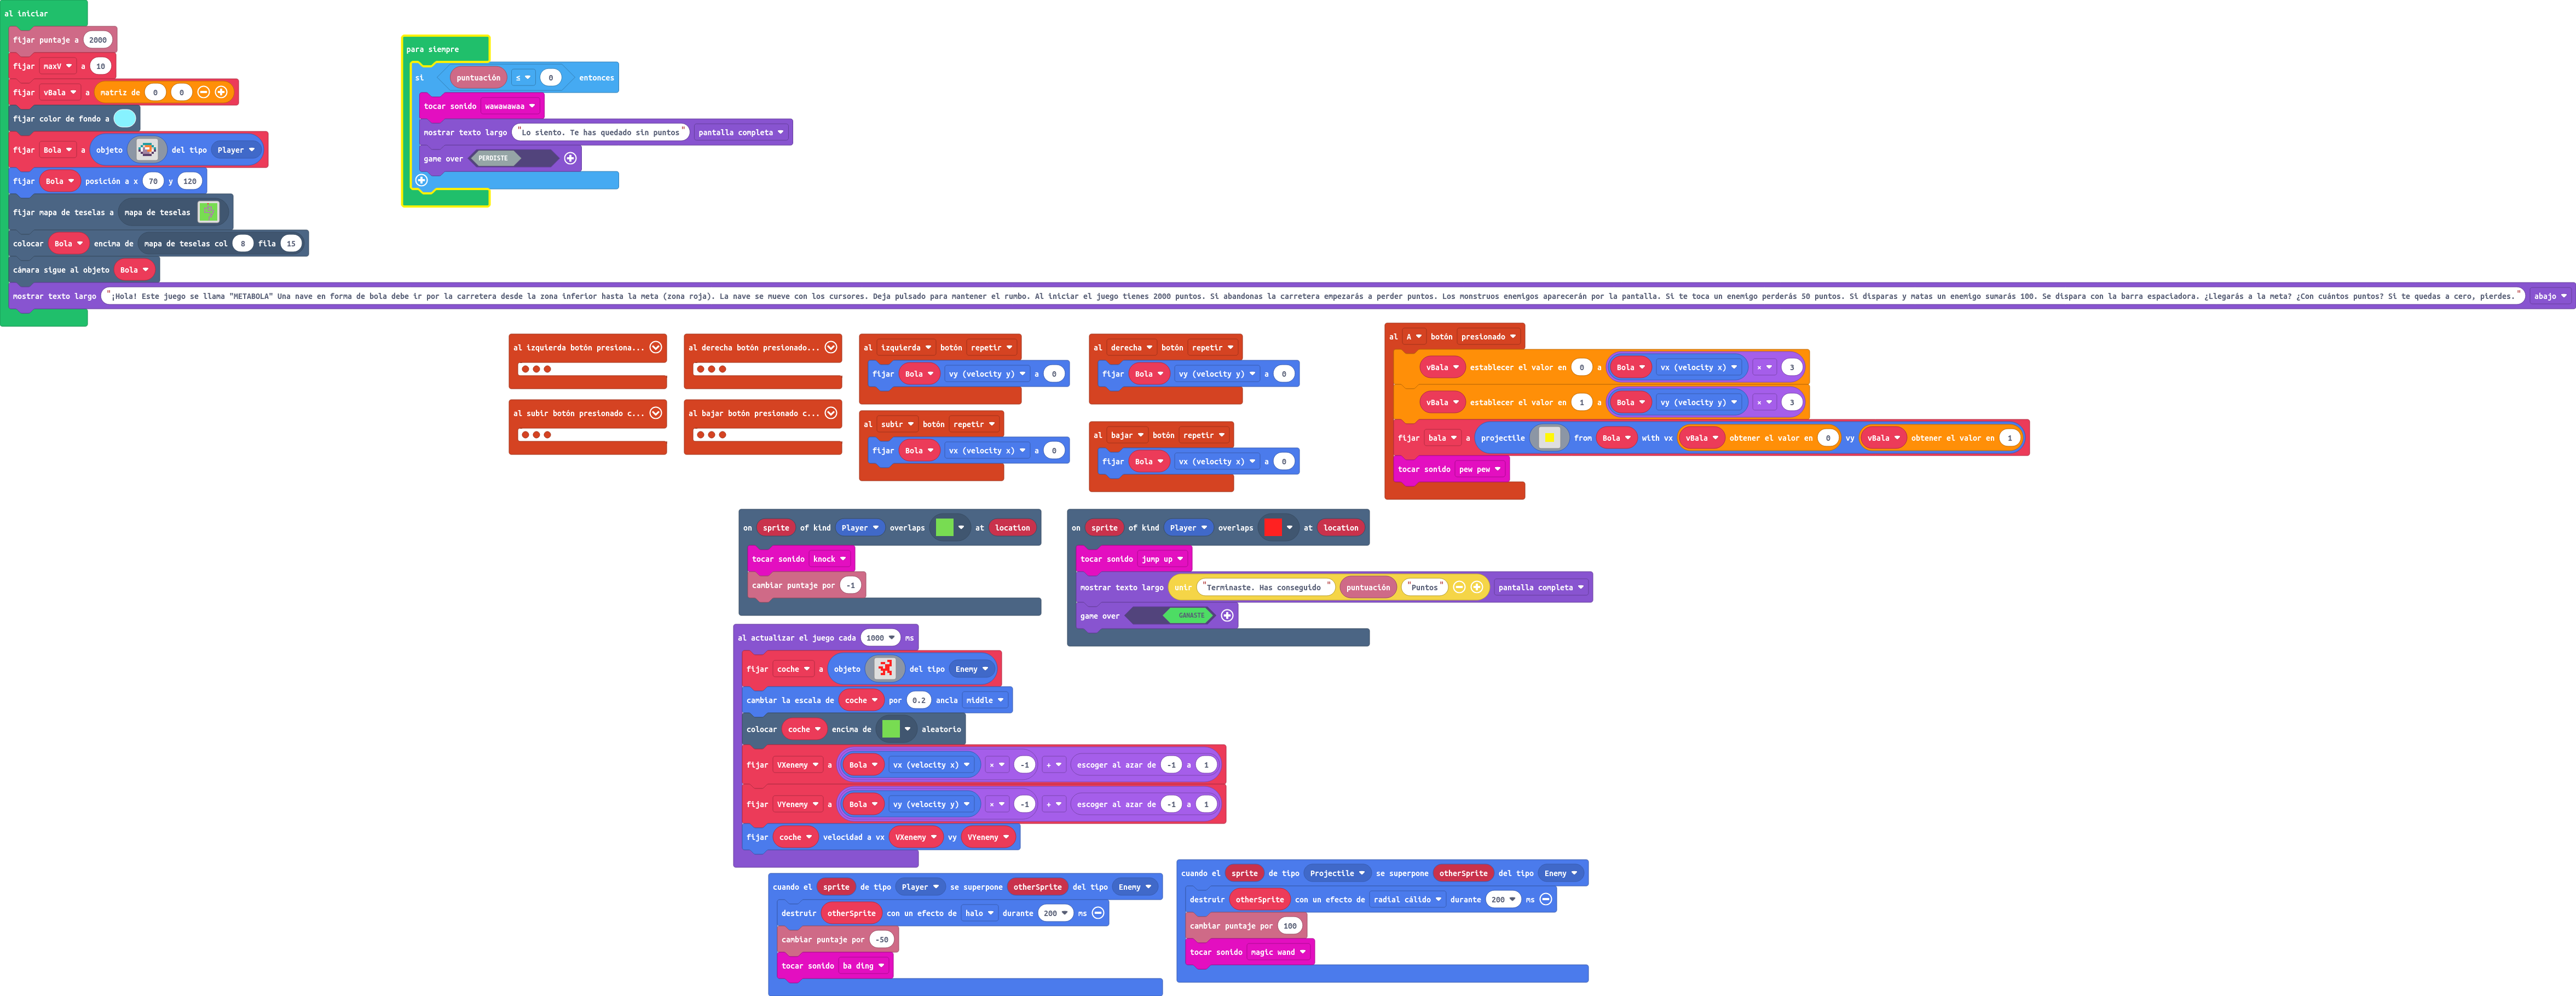 al iniciar
fijar puntaje a 2000
fijar maxV a 10
fijar vBala a matriz de 0 0
fijar color de fondo a
fijar Bola a objeto del tipo Player
fijar Bola posición a x 70 y 120
fijar mapa de teselas a mapa de teselas
colocar Bola encima de mapa de teselas col 8 fila 15
cámara sigue al objeto Bola
mostrar texto largo "¡Hola! Este juego se llama "METABOLA" Una nave en forma de bola debe ir por la carretera desde la zona inferior hasta la meta (zona roja). La nave se mueve con los cursores. Deja pulsado para mantener el rumbo. Al iniciar el juego tienes 2000 puntos. Si abandonas la carretera empezarás a perder puntos. Los monstruos enemigos aparecerán por la pantalla. Si te toca un enemigo perderás 50 puntos. Si disparas y matas un enemigo sumarás 100. Se dispara con la barra espaciadora. ¿Llegarás a la meta? ¿Con cuántos puntos? Si te quedas a cero, pierdes." abajo
para siempre
si puntuación ≤ 0 entonces
tocar sonido wawawawaa
mostrar texto largo "Lo siento. Te has quedado sin puntos" pantalla completa
game over PERDISTE
al izquierda botón presiona...
al derecha botón presionado...
al subir botón presionado c...
al bajar botón presionado c...
al izquierda botón repetir
fijar Bola vy (velocity y) a 0
al derecha botón repetir
fijar Bola vy (velocity y) a 0
al subir botón repetir
fijar Bola vx (velocity x) a 0
al bajar botón repetir
fijar Bola vx (velocity x) a 0
al A botón presionado
vBala establecer el valor en 0 a Bola vx (velocity x) × 3
vBala establecer el valor en 1 a Bola vy (velocity y) × 3
fijar bala a projectile from Bola with vx vBala obtener el valor en 0 vy vBala obtener el valor en 1
tocar sonido pew pew
on sprite of kind Player overlaps at location
tocar sonido knock
cambiar puntaje por -1
on sprite of kind Player overlaps at location
tocar sonido jump up
mostrar texto largo unir "Terminaste. Has conseguido " puntuación "Puntos" pantalla completa
game over GANASTE
al actualizar el juego cada 1000 ms
fijar coche a objeto del tipo Enemy
cambiar la escala de coche por 0.2 ancla middle
colocar coche encima de aleatorio
fijar VXenemy a Bola vx (velocity x) × -1 + escoger al azar de -1 a 1
fijar VYenemy a Bola vy (velocity y) × -1 + escoger al azar de -1 a 1
fijar coche velocidad a vx VXenemy vy VYenemy
cuando el sprite de tipo Player se superpone otherSprite del tipo Enemy
destruir otherSprite con un efecto de halo durante 200 ms
cambiar puntaje por -50
tocar sonido ba ding
cuando el sprite de tipo Projectile se superpone otherSprite del tipo Enemy
destruir otherSprite con un efecto de radial cálido durante 200 ms
cambiar puntaje por 100
tocar sonido magic wand